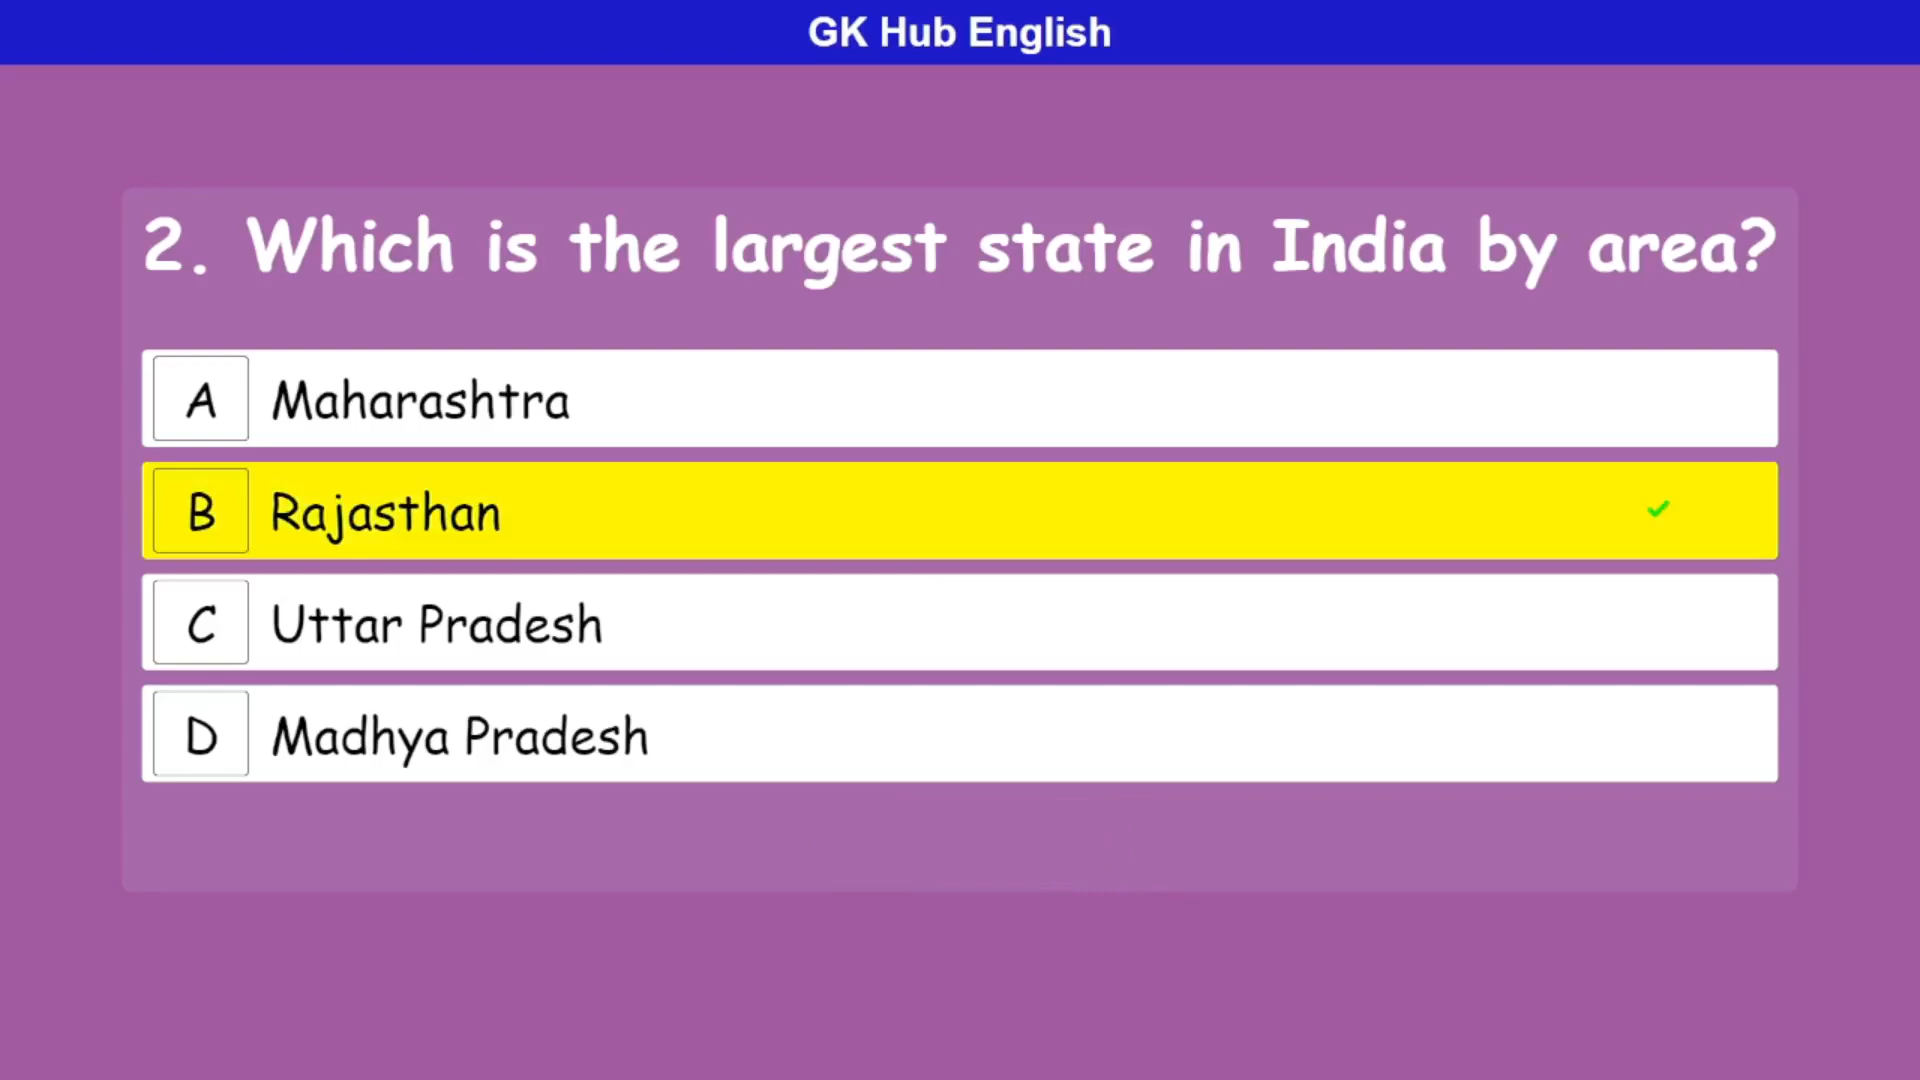 GK Hub English
2. Which is the largest state in India by area?
A Maharashtra
B Rajasthan
C Uttar Pradesh
D Madhya Pradesh